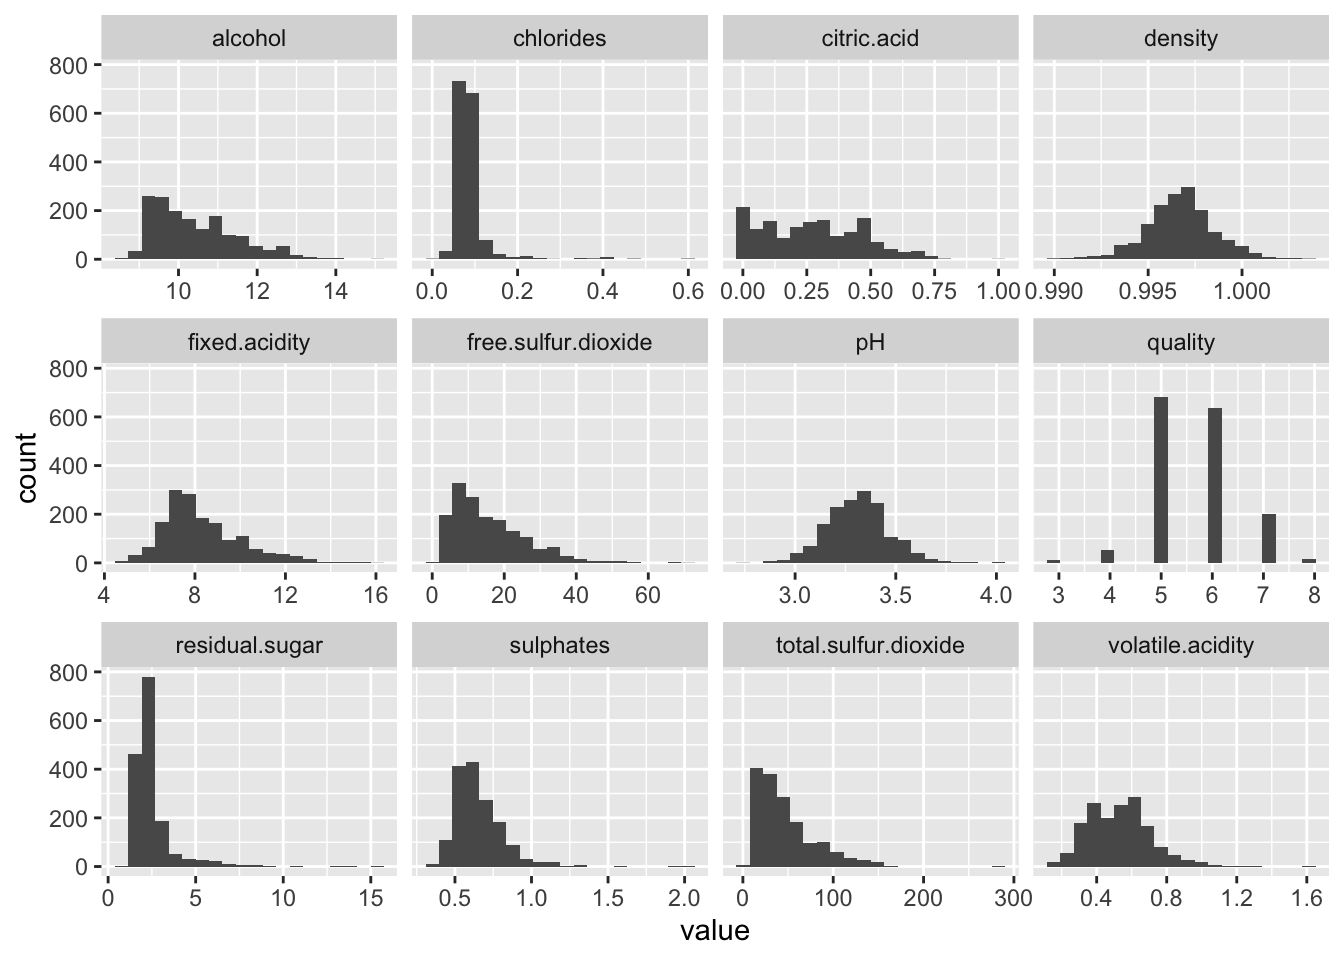 alcohol chlorides citric.acid density
800
600
400
200
0
10 12 14 0.0 0.2 0.4 0.6 0.00 0.25 0.50 0.75 1.00 0.990 0.995 1.000
fixed.acidity free.sulfur.dioxide pH quality
800
600
400
200
0
4 8 12 16 0 20 40 60 3.0 3.5 4.0 3 4 5 6 7 8
count
residual.sugar sulphates total.sulfur.dioxide volatile.acidity
800
600
400
200
0
0 5 10 15 0.5 1.0 1.5 2.0 0 100 200 300 0.4 0.8 1.2 1.6
value